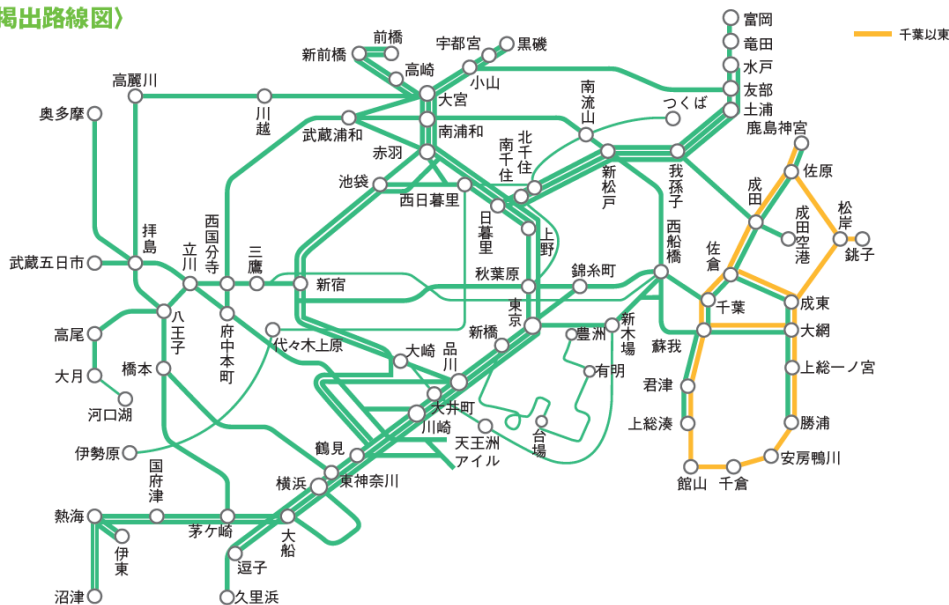 掲出路線図〉
千葉以東
富岡
竜田
水戸
友部
土浦
鹿島神宮
前橋
新前橋
高崎
宇都宮
黒磯
小山
大宮
高麗川
川越
奥多摩
武蔵浦和
南浦和
赤羽
南流山
つくば
北千住
南千住
新松戸
我孫子
池袋
西日暮里
日暮里
上野
西船橋
成田
成田空港
佐原
松岸
銚子
佐倉
拝島
立川
西国分寺
三鷹
武蔵五日市
新宿
秋葉原
錦糸町
東京
千葉
成東
大網
蘇我
八王子
府中本町
代々木上原
新橋
豊洲
新木場
高尾
橋本
大崎
品川
有明
君津
上総一ノ宮
大月
河口湖
大井町
川崎
天王洲アイル
台場
上総湊
勝浦
伊勢原
鶴見
東神奈川
横浜
館山
千倉
安房鴨川
国府津
熱海
茅ケ崎
大船
伊東
逗子
沼津
久里浜